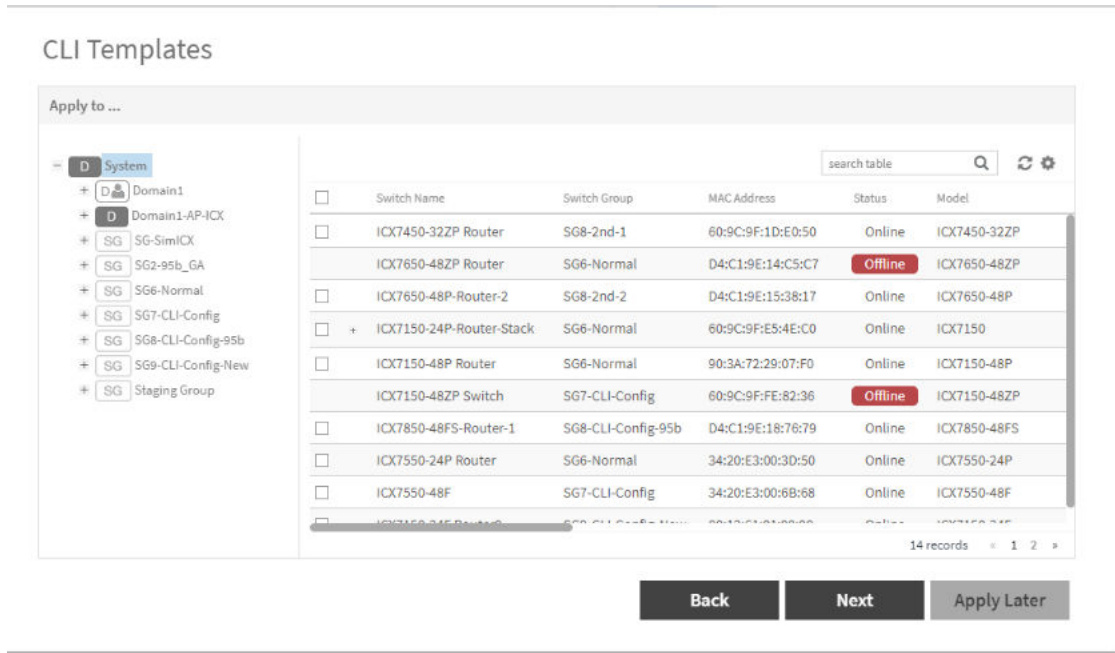 CLI Templates
Apply to ...
D System
D Domain1
D Domain1-AP-ICX
SG SG-SimICX
SG SG2-95b_GA
SG SG6-Normal
SG SG7-CLI-Config
SG SG8-CLI-Config-95b
SG SG9-CLI-Config-New
SG Staging Group
search table
Switch Name Switch Group MAC Address Status Model
ICX7450-32ZP Router SG8-2nd-1 60:9C:9F:1D:E0:50 Online ICX7450-32ZP
ICX7650-48ZP Router SG6-Normal D4:C1:9E:14:C5:C7 Offline ICX7650-48ZP
ICX7650-48P-Router-2 SG8-2nd-2 D4:C1:9E:15:38:17 Online ICX7650-48P
+ ICX7150-24P-Router-Stack SG6-Normal 60:9C:9F:E5:4E:C0 Online ICX7150
ICX7150-48P Router SG6-Normal 90:3A:72:29:07:F0 Online ICX7150-48P
ICX7150-48ZP Switch SG7-CLI-Config 60:9C:9F:FE:82:36 Offline ICX7150-48ZP
ICX7850-48FS-Router-1 SG8-CLI-Config-95b D4:C1:9E:18:76:79 Online ICX7850-48FS
ICX7550-24P Router SG6-Normal 34:20:E3:00:3D:50 Online ICX7550-24P
ICX7550-48F SG7-CLI-Config 34:20:E3:00:6B:68 Online ICX7550-48F
14 records « 1 2 »
Back Next Apply Later